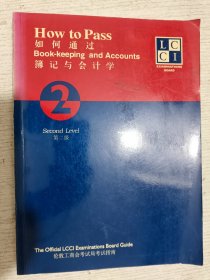 How to Pass
如何通过
Book-keeping and Accounts
簿记与会计学
LC
CI
EXAMINATIONS
BOARD
2
Second Level
第二级
The Official LCCI Examinations Board Guide
伦敦工商会考试局考试指南